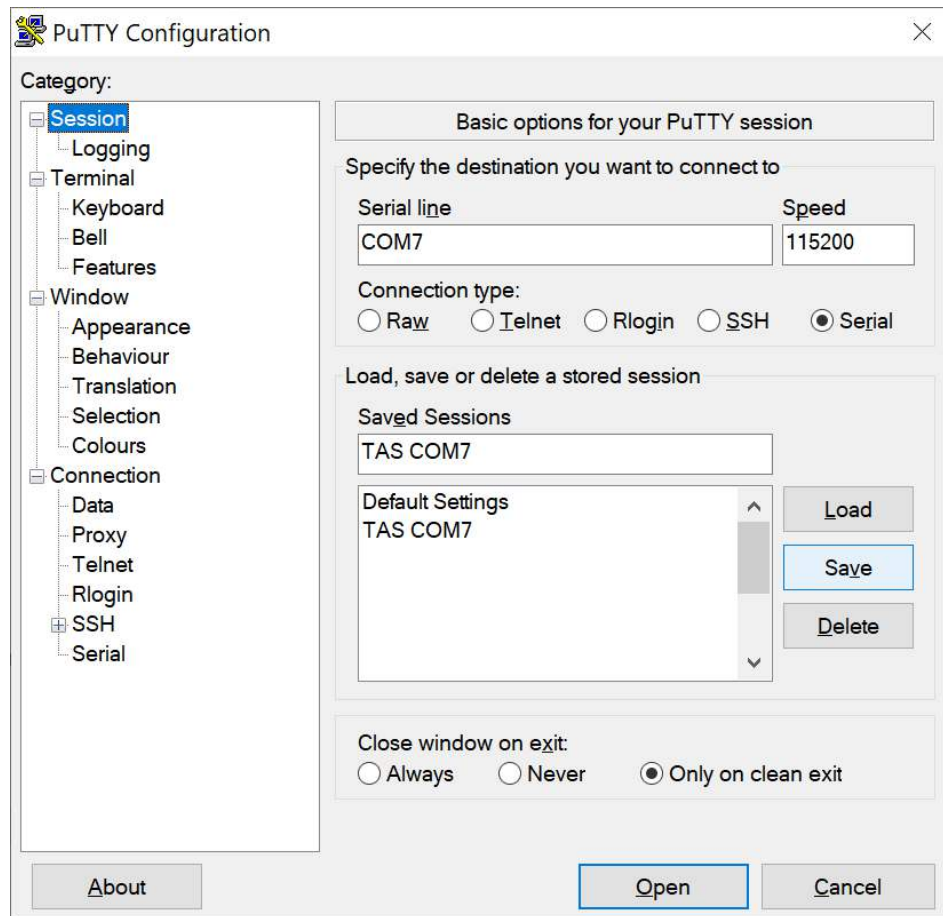 PuTTY Configuration
Category:
Session
Logging
Terminal
Keyboard
Bell
Features
Window
Appearance
Behaviour
Translation
Selection
Colours
Connection
Data
Proxy
Telnet
Rlogin
SSH
Serial
Basic options for your PuTTY session
Specify the destination you want to connect to
Serial line Speed
COM7 115200
Connection type:
Raw Telnet Rlogin SSH Serial
Load, save or delete a stored session
Saved Sessions
TAS COM7
Default Settings
TAS COM7
Load
Save
Delete
Close window on exit:
Always Never Only on clean exit
About Open Cancel